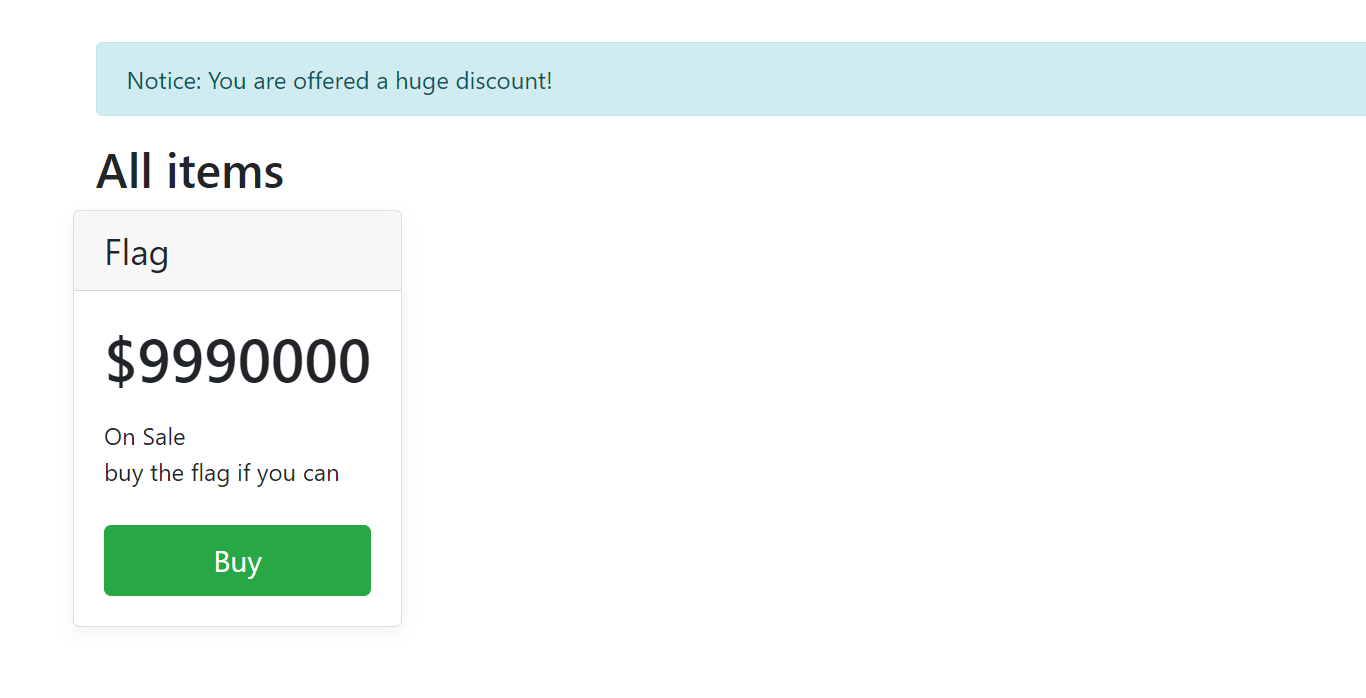 Notice: You are offered a huge discount!
All items
Flag
$9990000
On Sale
buy the flag if you can
Buy